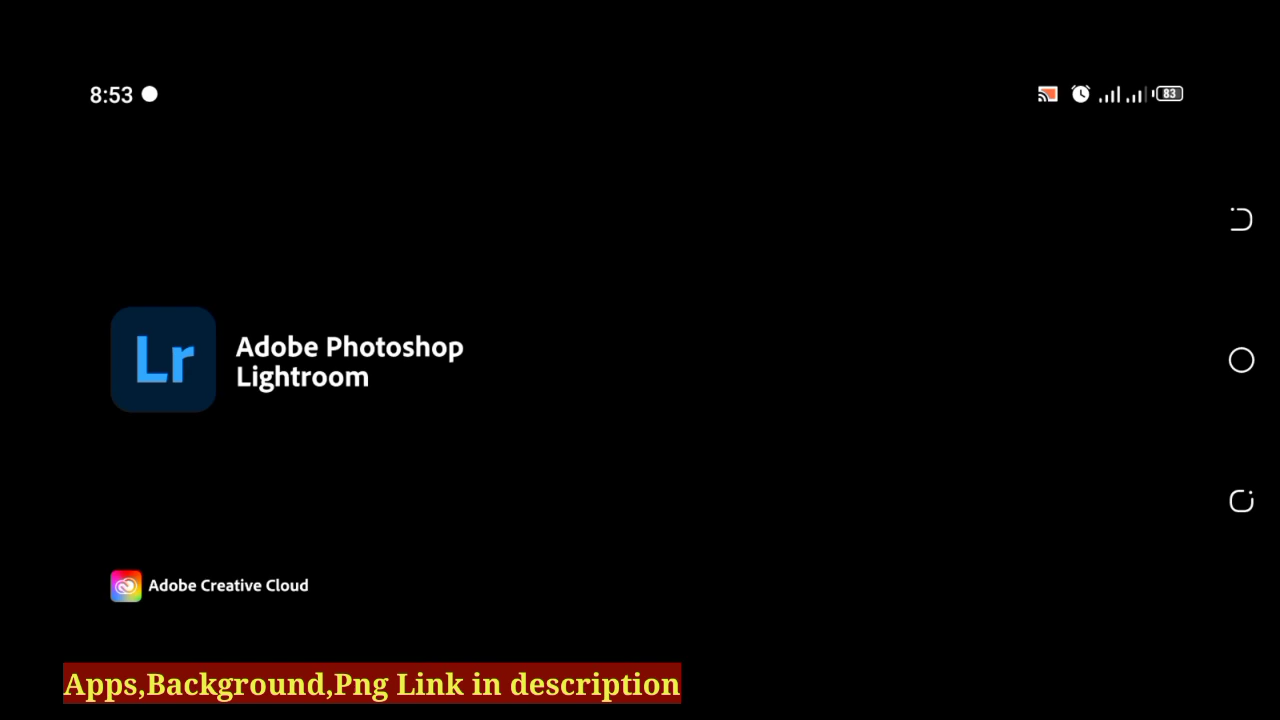 8:53
83
Lr
Adobe Photoshop
Lightroom
Adobe Creative Cloud
Apps,Background,Png Link in description